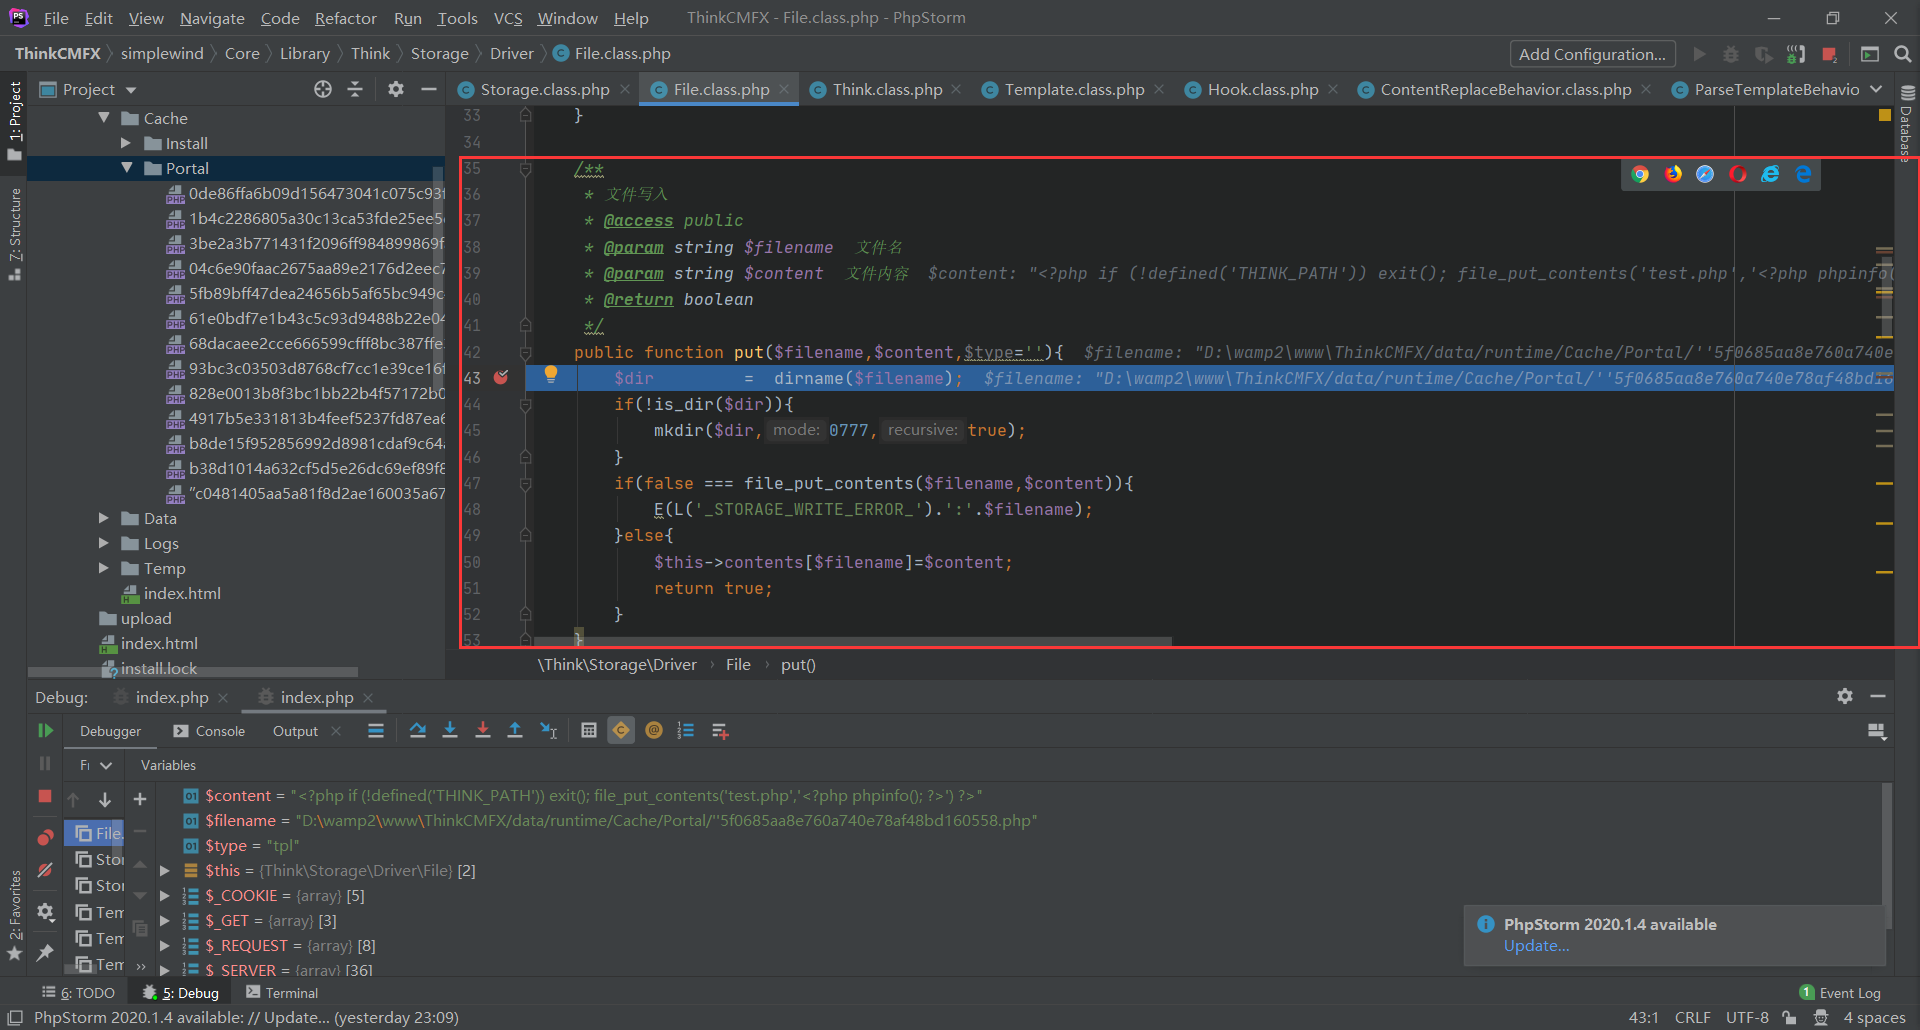 File Edit View Navigate Code Refactor Run Tools VCS Window Help ThinkCMFX - File.class.php - PhpStorm
ThinkCMFX simplewind Core Library Think Storage Driver File.class.php Add Configuration...
Project
Storage.class.php File.class.php Think.class.php Template.class.php Hook.class.php ContentReplaceBehavior.class.php ParseTemplateBehavio
1: Project
7: Structure
2: Favorites
Database
Cache
Install
Portal
0de86ffa6b09d156473041c075c93f
1b4c2286805a30c13ca53fde25ee5
3be2a3b771431f2096ff984899869f
04c6e90faac2675aa89e2176d2eec7
5fb89bff47dea24656b5af65bc949c
61e0bdf7e1b43c5c93d9488b22e04
68dacaee2cce666599cfff8bc387ffe
93bc3c03503d8768cf7cc1e39ce16f
828e0013b8f3bc1bb22b4f57172b0
4917b5e331813b4feef5237fd87ea6
b8de15f952856992d8981cdaf9c64a
b38d1014a632cf5d5e26dc69ef89f8
''c0481405aa5a81f8d2ae160035a67
Data
Logs
Temp
index.html
upload
index.html
install.lock
33 }
34
35 /**
36 * 文件写入
37 * @access public
38 * @param string $filename 文件名
39 * @param string $content 文件内容 $content: "<?php if (!defined('THINK_PATH')) exit(); file_put_contents('test.php','<?php phpinfo(
40 * @return boolean
41 */
42 public function put($filename,$content,$type=''){ $filename: "D:\wamp2\www\ThinkCMFX/data/runtime/Cache/Portal/''5f0685aa8e760a740e
43 $dir = dirname($filename); $filename: "D:\wamp2\www\ThinkCMFX/data/runtime/Cache/Portal/''5f0685aa8e760a740e78af48bd16
44 if(!is_dir($dir)){
45 mkdir($dir, mode: 0777, recursive: true);
46 }
47 if(false === file_put_contents($filename,$content)){
48 E(L('_STORAGE_WRITE_ERROR_').':'.$filename);
49 }else{
50 $this->contents[$filename]=$content;
51 return true;
52 }
53 }
\Think\Storage\Driver File put()
Debug: index.php index.php
Debugger Console Output
Fr Variables
File.
Sto
Sto
Tem
Tem
Tem
$content = "<?php if (!defined('THINK_PATH')) exit(); file_put_contents('test.php','<?php phpinfo(); ?>') ?>"
$filename = "D:\wamp2\www\ThinkCMFX/data/runtime/Cache/Portal/''5f0685aa8e760a740e78af48bd160558.php"
$type = "tpl"
$this = {Think\Storage\Driver\File} [2]
$_COOKIE = {array} [5]
$_GET = {array} [3]
$_REQUEST = {array} [8]
$_SERVER = {array} [36]
PhpStorm 2020.1.4 available
Update...
6: TODO 5: Debug Terminal 1 Event Log
PhpStorm 2020.1.4 available: // Update... (yesterday 23:09) 43:1 CRLF UTF-8 4 spaces